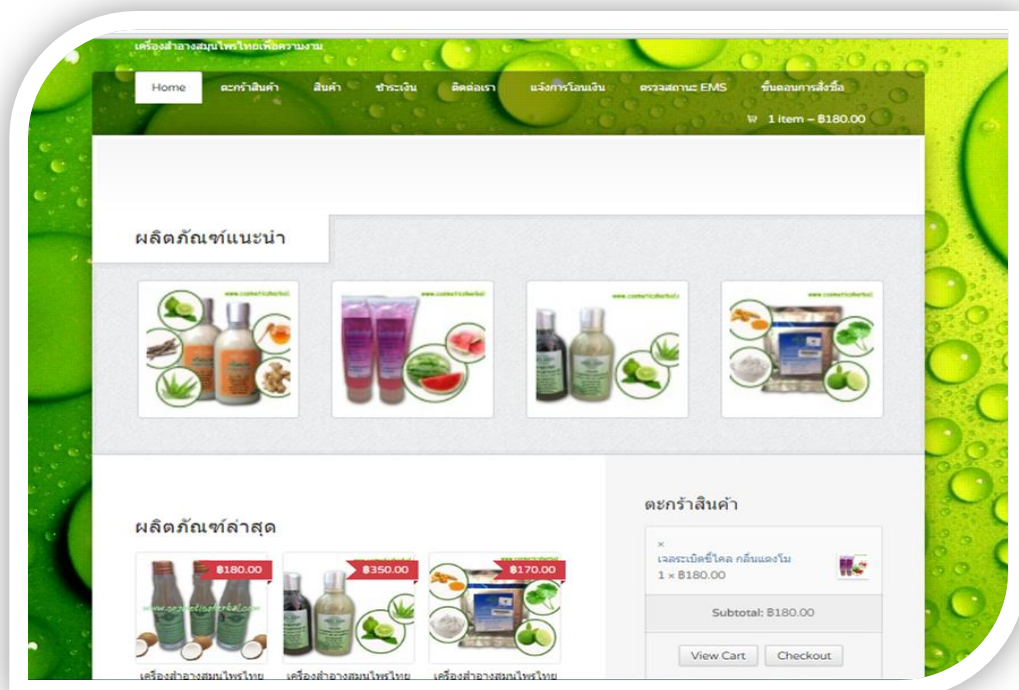 เครื่องสำอางสมุนไพรไทยเพื่อความงาม
Home ตะกร้าสินค้า สินค้า ชำระเงิน ติดต่อเรา แจ้งการโอนเงิน ตรวจสถานะ EMS ขั้นตอนการสั่งซื้อ
1 item – ฿180.00
ผลิตภัณฑ์แนะนำ
ผลิตภัณฑ์ล่าสุด
฿180.00 ฿350.00 ฿170.00
www.cosmeticherbal.com
เครื่องสำอางสมุนไพรไทย เครื่องสำอางสมุนไพรไทย เครื่องสำอางสมุนไพรไทย
ตะกร้าสินค้า
×
เจลระเบิดขี้ไคล กลิ่นแตงโม
1 × ฿180.00
Subtotal: ฿180.00
View Cart Checkout